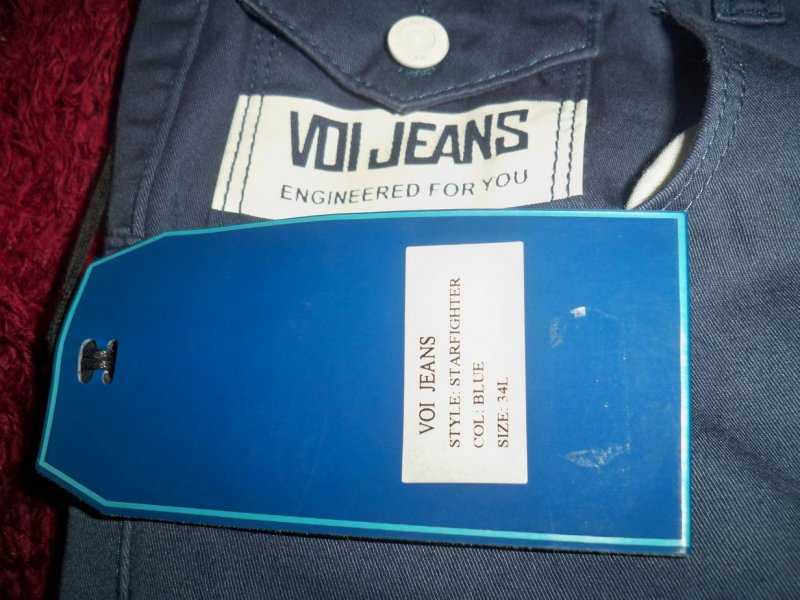 VOI JEANS
ENGINEERED FOR YOU
VOI JEANS
STYLE: STARFIGHTER
COL: BLUE
SIZE: 34L